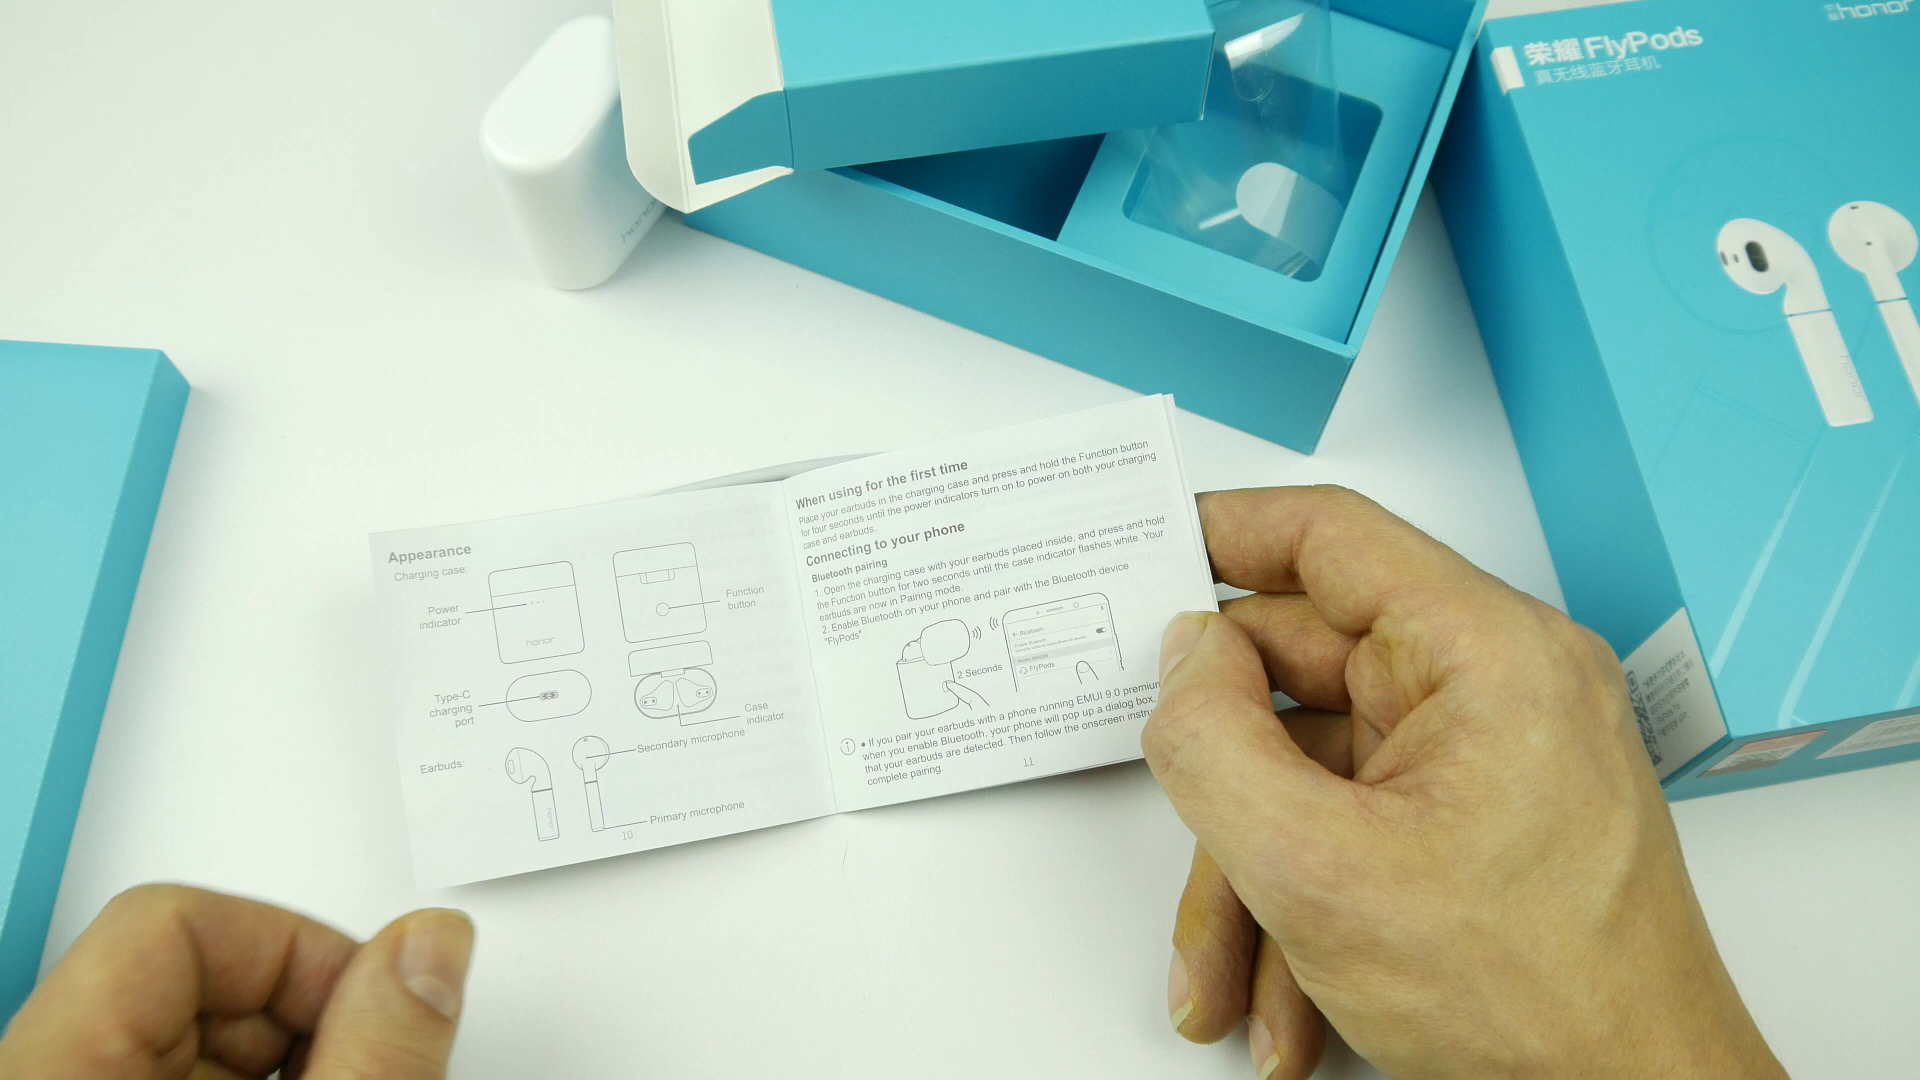 honor
荣耀 FlyPods
真无线蓝牙耳机
honor
honor
Appearance
Charging case:
Power
indicator
honor
Function
button
Type-C
charging
port
Case
indicator
Earbuds:
Secondary microphone
honor
Primary microphone
10
When using for the first time
Place your earbuds in the charging case and press and hold the Function button
for four seconds until the power indicators turn on to power on both your charging
case and earbuds.
Connecting to your phone
Bluetooth pairing
1. Open the charging case with your earbuds placed inside, and press and hold
the Function button for two seconds until the case indicator flashes white. Your
earbuds are now in Pairing mode.
2. Enable Bluetooth on your phone and pair with the Bluetooth device
"FlyPods"
Bluetooth
Enable Bluetooth
FlyPods
2 Seconds
• If you pair your earbuds with a phone running EMUI 9.0 premium
when you enable Bluetooth, your phone will pop up a dialog box,
that your earbuds are detected. Then follow the onscreen instru
complete pairing.
11